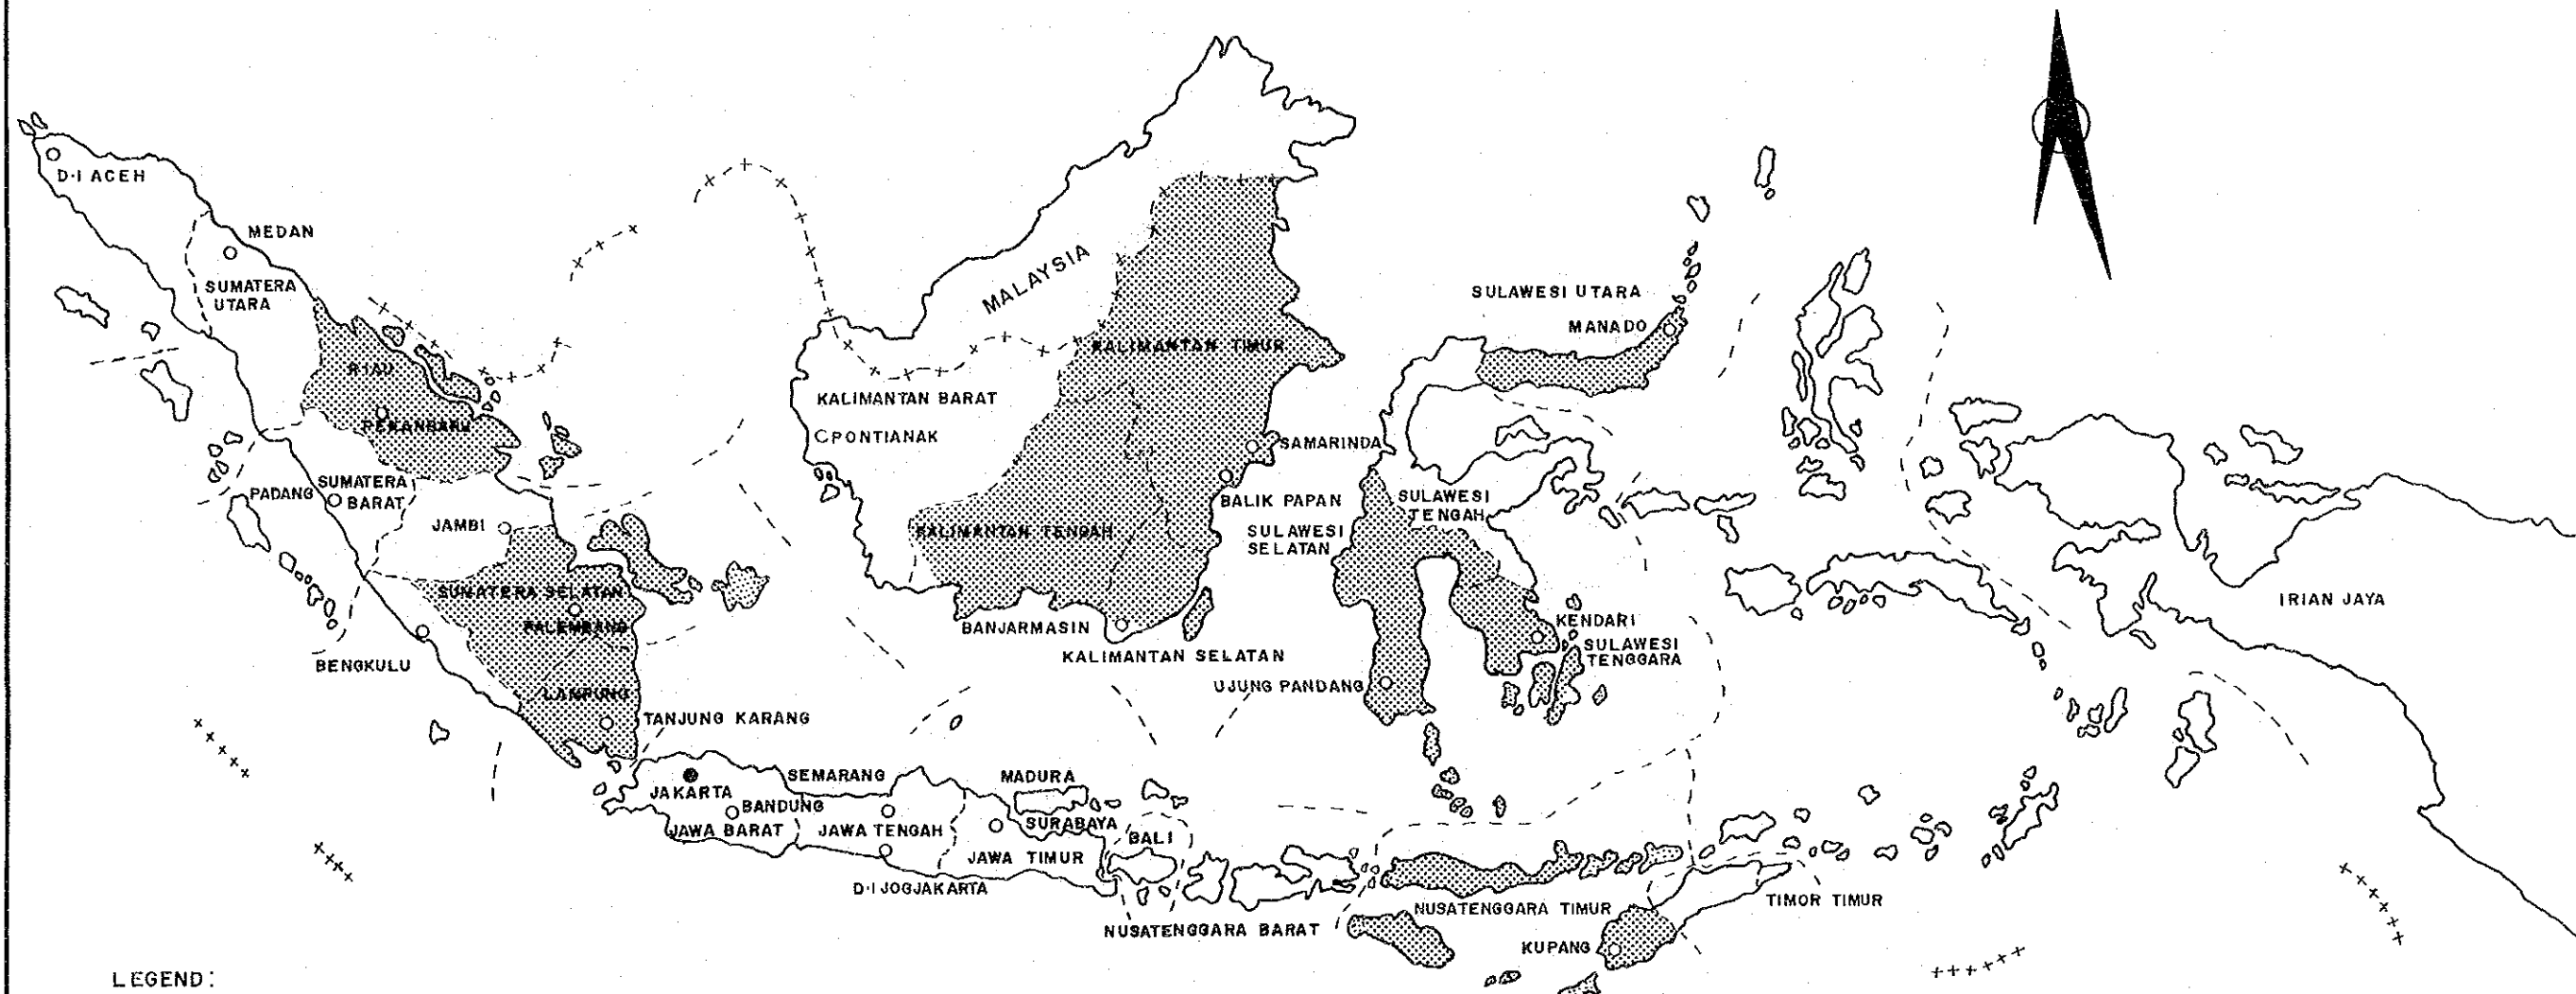 D·I ACEH
MEDAN
SUMATERA
UTARA
RIAU
PEKANBARU
PADANG
SUMATERA
BARAT
JAMBI
SUMATERA SELATAN
PALEMBANG
BENGKULU
LAMPUNG
TANJUNG KARANG
MALAYSIA
KALIMANTAN TIMUR
KALIMANTAN BARAT
PONTIANAK
SAMARINDA
BALIK PAPAN
KALIMANTAN TENGAH
BANJARMASIN
KALIMANTAN SELATAN
SULAWESI UTARA
MANADO
SULAWESI
TENGAH
SULAWESI
SELATAN
KENDARI
SULAWESI
TENGGARA
UJUNG PANDANG
IRIAN JAYA
JAKARTA
BANDUNG
JAWA BARAT
SEMARANG
JAWA TENGAH
D·I JOGJAKARTA
MADURA
SURABAYA
JAWA TIMUR
BALI
NUSATENGGARA BARAT
NUSATENGGARA TIMUR
KUPANG
TIMOR TIMUR
LEGEND: